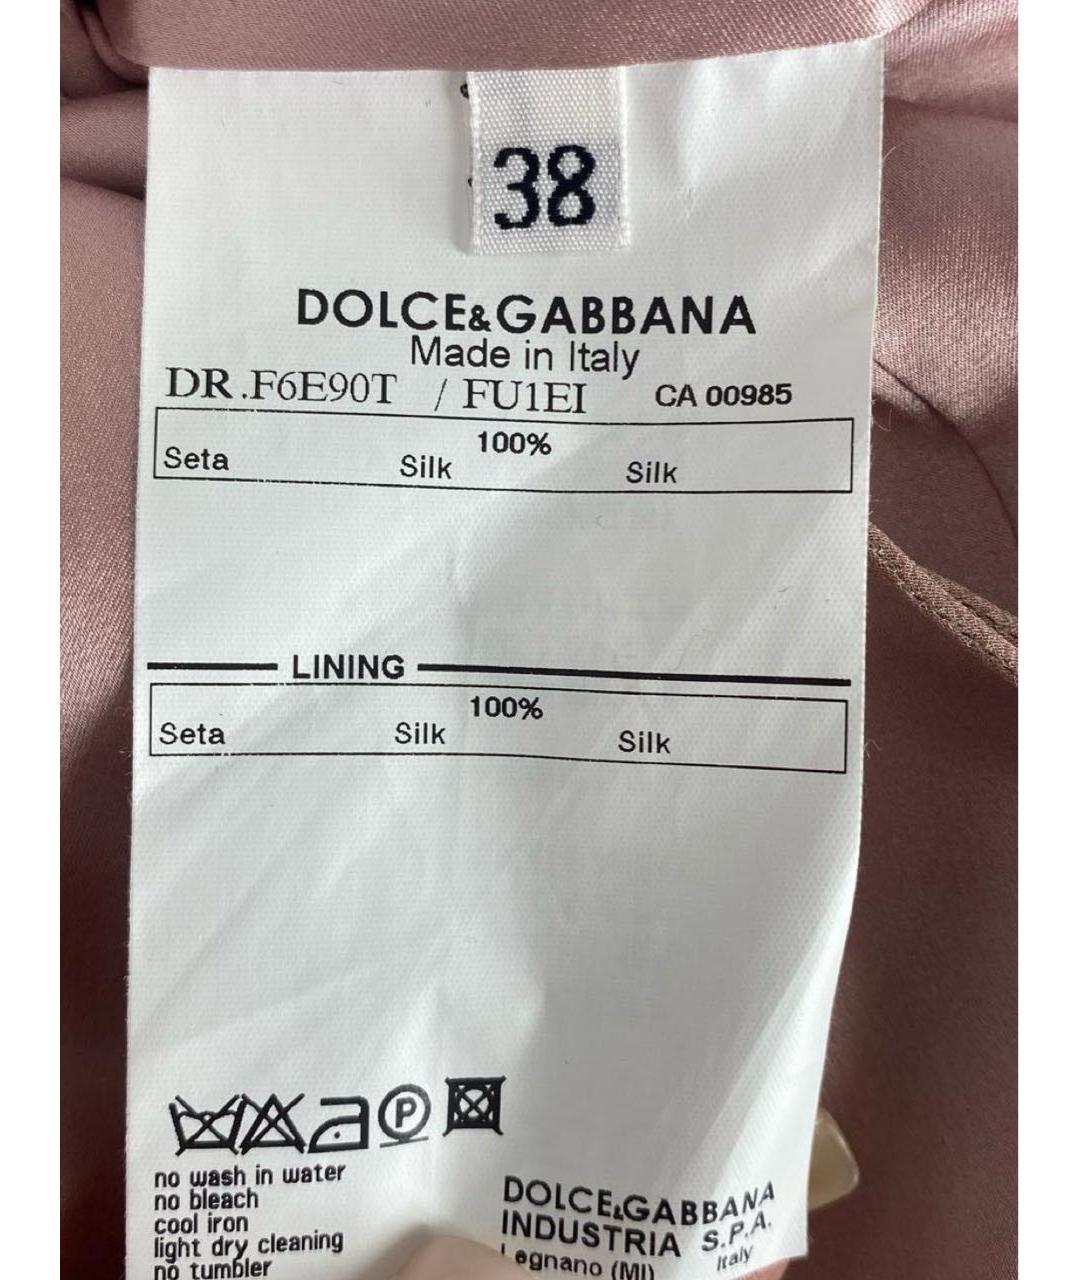 38
DOLCE&GABBANA
Made in Italy
DR.F6E90T / FU1EI CA 00985
100%
Seta Silk Silk
LINING
100%
Seta Silk Silk
P
no wash in water
no bleach
cool iron
light dry cleaning
no tumbler
DOLCE&GABBANA
INDUSTRIA S.P.A.
Legnano (MI) Italy